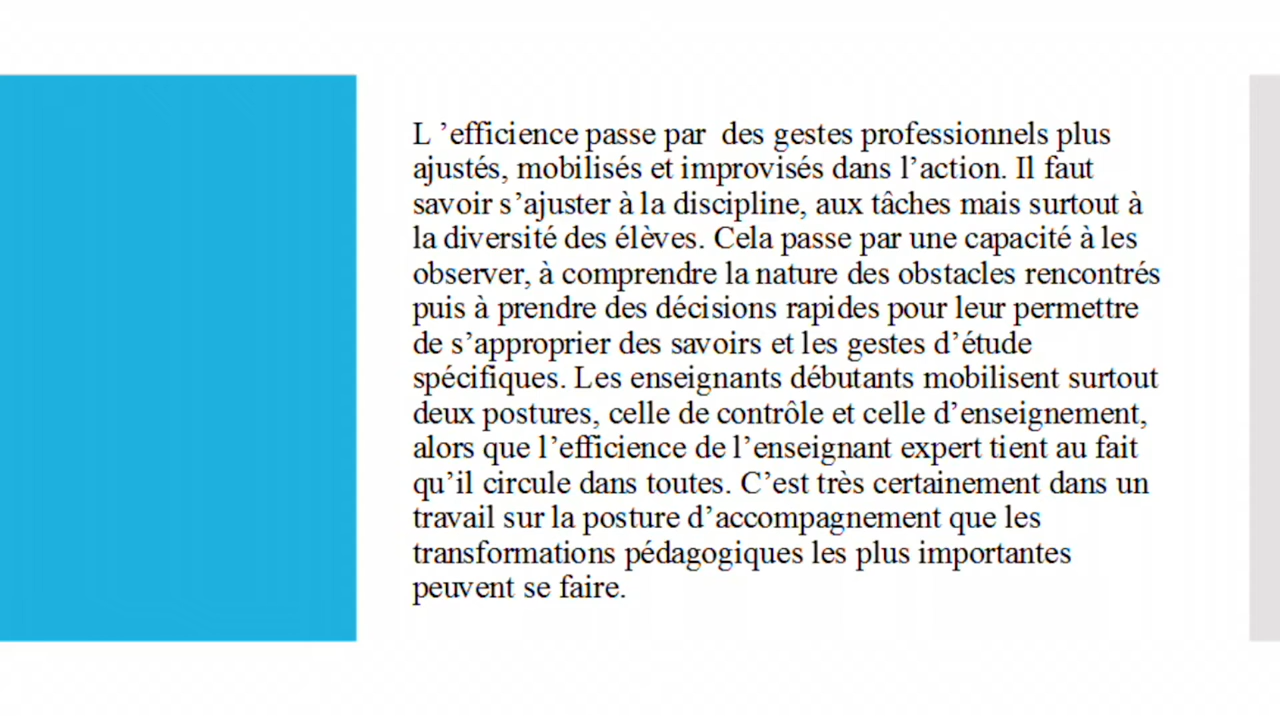 L ’efficience passe par  des gestes professionnels plus
ajustés, mobilisés et improvisés dans l’action. Il faut
savoir s’ajuster à la discipline, aux tâches mais surtout à
la diversité des élèves. Cela passe par une capacité à les
observer, à comprendre la nature des obstacles rencontrés
puis à prendre des décisions rapides pour leur permettre
de s’approprier des savoirs et les gestes d’étude
spécifiques. Les enseignants débutants mobilisent surtout
deux postures, celle de contrôle et celle d’enseignement,
alors que l’efficience de l’enseignant expert tient au fait
qu’il circule dans toutes. C’est très certainement dans un
travail sur la posture d’accompagnement que les
transformations pédagogiques les plus importantes
peuvent se faire.